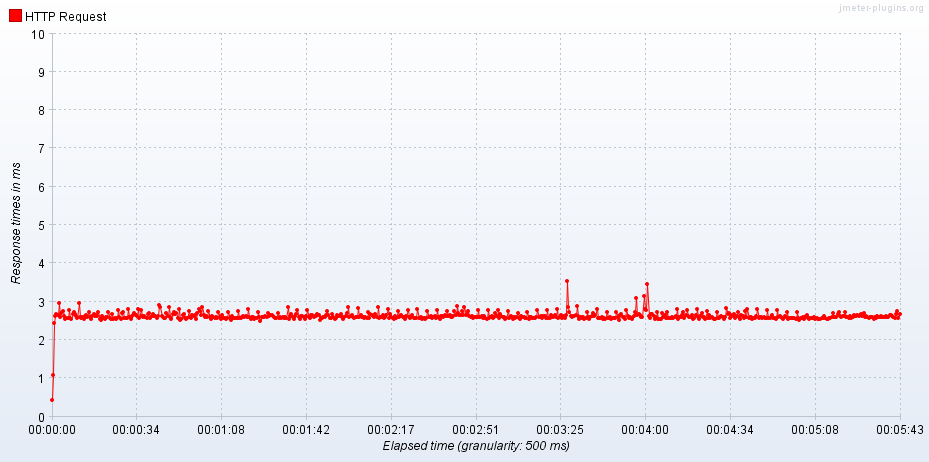 jmeter-plugins.org
HTTP Request
10
9
8
7
6
5
4
3
2
1
0
Response times in ms
00:00:00 00:00:34 00:01:08 00:01:42 00:02:17 00:02:51 00:03:25 00:04:00 00:04:34 00:05:08 00:05:43
Elapsed time (granularity: 500 ms)